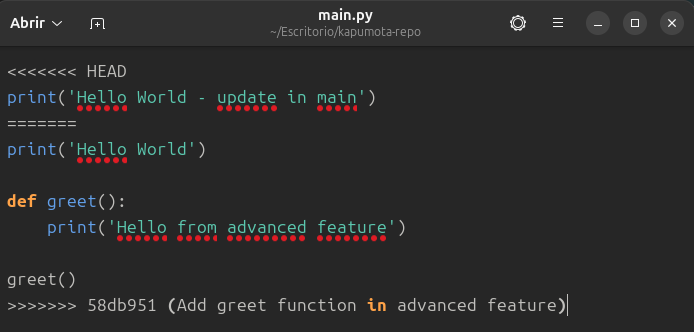 Abrir
main.py
~/Escritorio/kapumota-repo
<<<<<<< HEAD
print('Hello World - update in main')
=======
print('Hello World')
def greet():
    print('Hello from advanced feature')
greet()
>>>>>>> 58db951 (Add greet function in advanced feature)